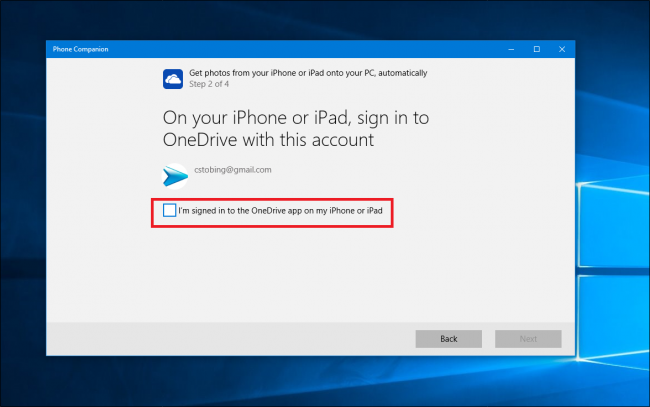 Phone Companion
Get photos from your iPhone or iPad onto your PC, automatically
Step 2 of 4
On your iPhone or iPad, sign in to
OneDrive with this account
cstobing@gmail.com
I'm signed in to the OneDrive app on my iPhone or iPad
Back
Next